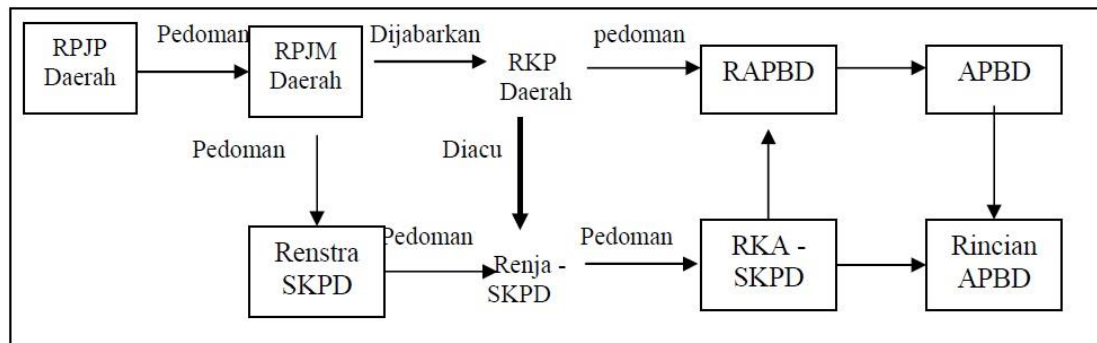 RPJP
Daerah
Pedoman
RPJM
Daerah
Dijabarkan
RKP
Daerah
pedoman
RAPBD
APBD
Pedoman
Diacu
Renstra
SKPD
Pedoman
Renja -
SKPD
Pedoman
RKA -
SKPD
Rincian
APBD